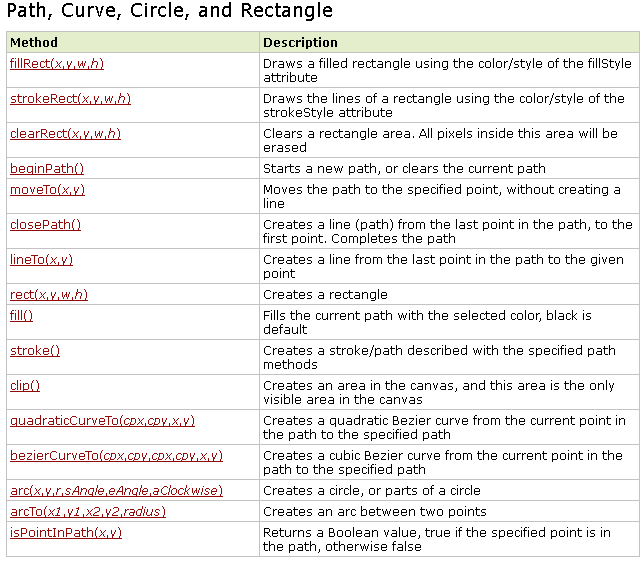 Path, Curve, Circle, and Rectangle
Method Description
fillRect(x,y,w,h) Draws a filled rectangle using the color/style of the fillStyle
attribute
strokeRect(x,y,w,h) Draws the lines of a rectangle using the color/style of the
strokeStyle attribute
clearRect(x,y,w,h) Clears a rectangle area. All pixels inside this area will be
erased
beginPath() Starts a new path, or clears the current path
moveTo(x,y) Moves the path to the specified point, without creating a
line
closePath() Creates a line (path) from the last point in the path, to the
first point. Completes the path
lineTo(x,y) Creates a line from the last point in the path to the given
point
rect(x,y,w,h) Creates a rectangle
fill() Fills the current path with the selected color, black is
default
stroke() Creates a stroke/path described with the specified path
methods
clip() Creates an area in the canvas, and this area is the only
visible area in the canvas
quadraticCurveTo(cpx,cpy,x,y) Creates a quadratic Bezier curve from the current point in
the path to the specified path
bezierCurveTo(cpx,cpy,cpx,cpy,x,y) Creates a cubic Bezier curve from the current point in
the path to the specified path
arc(x,y,r,sAngle,eAngle,aClockwise) Creates a circle, or parts of a circle
arcTo(x1,y1,x2,y2,radius) Creates an arc between two points
isPointInPath(x,y) Returns a Boolean value, true if the specified point is in
the path, otherwise false